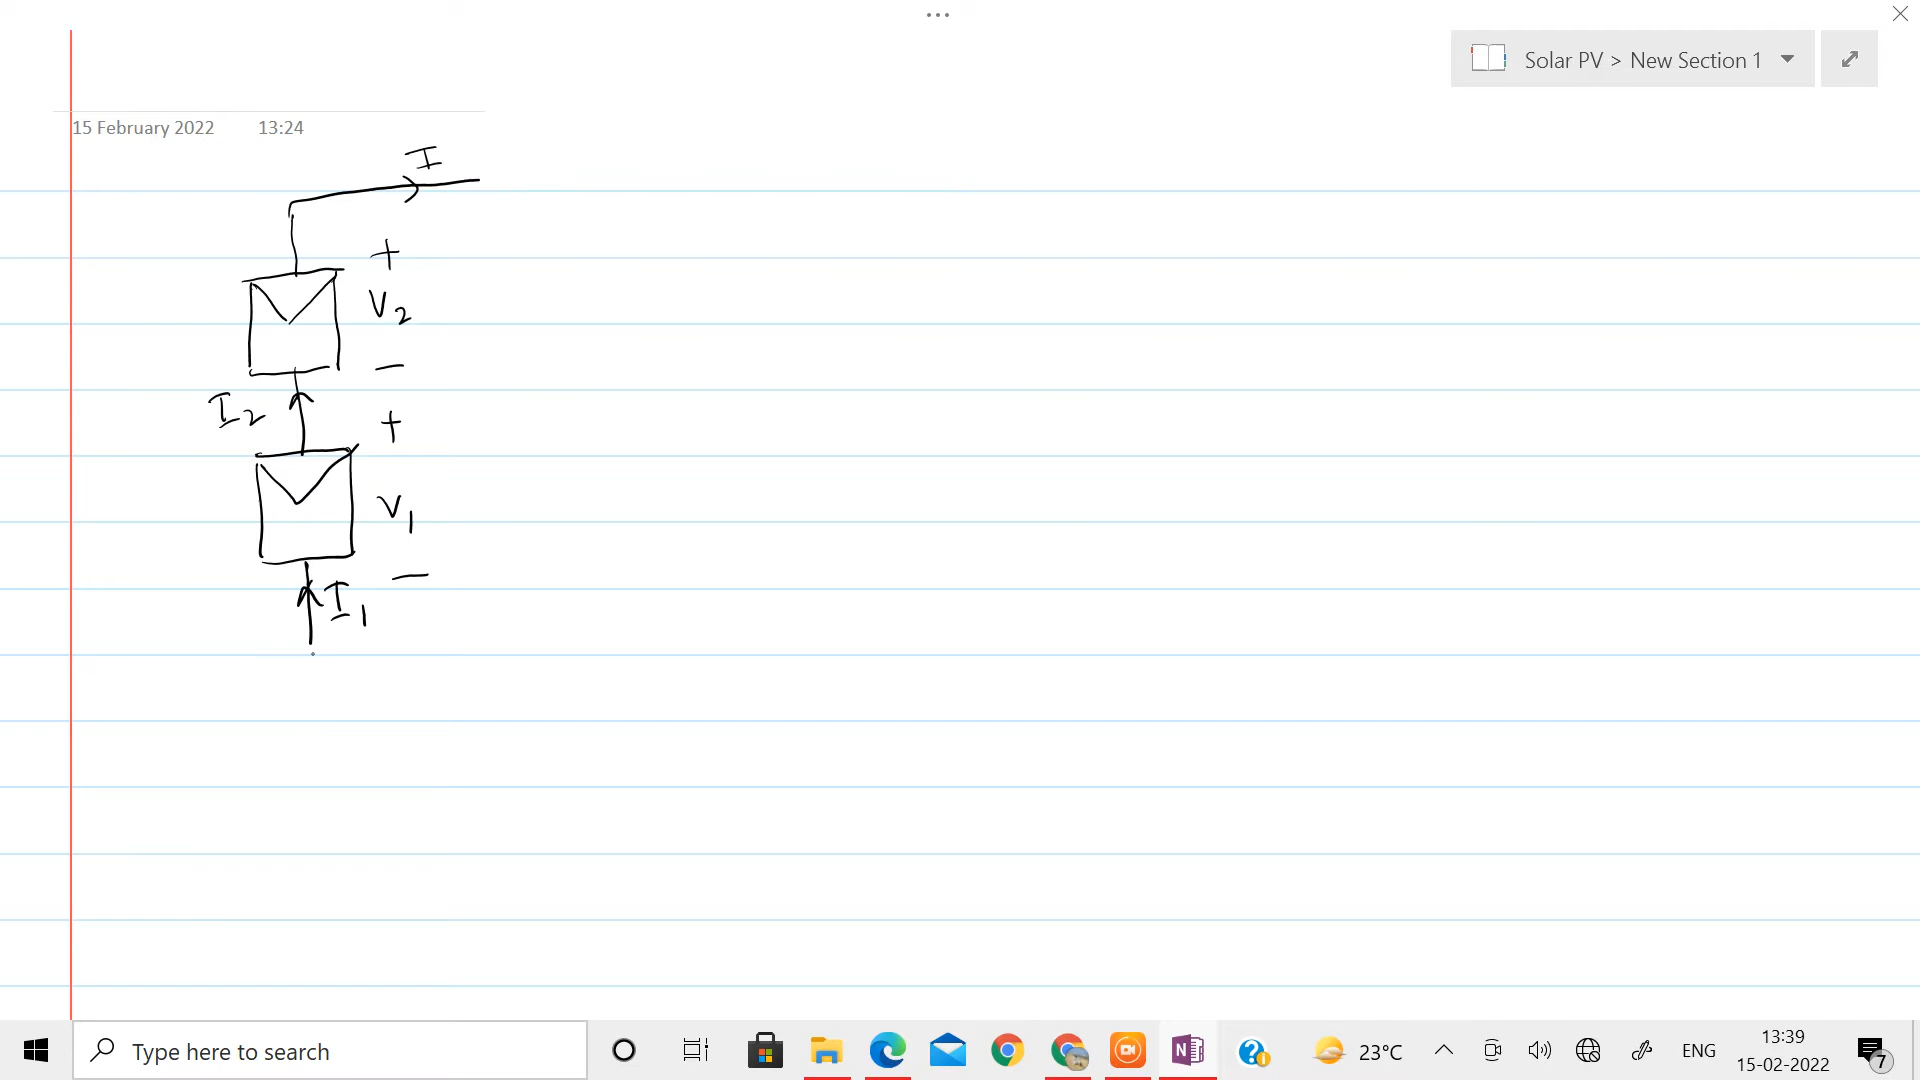 Solar PV > New Section 1
15 February 2022 13:24
I
+
V2
−
I2
+
V1
−
I1
Type here to search
23°C
ENG
13:39
15-02-2022
7